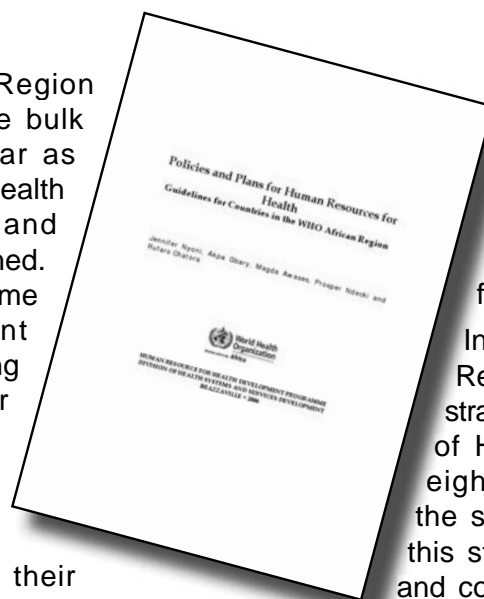 Region
e bulk
ar as
ealth
and
ned.
me
nt
ng
r
their
Policies and Plans for Human Resources for
Health
Guidelines for Countries in the WHO African Region
Jennifer Nyoni, Akpa Gbary, Magda Awases, Prosper Ndecki and
Rufaro Chatora
World Health
Organization
AFRICA
HUMAN RESOURCE FOR HEALTH DEVELOPMENT PROGRAMME
DIVISION OF HEALTH SYSTEMS AND SERVICES DEVELOPMENT
BRAZZAVILLE • 2006
f
In
Re
stra
of H
eigh
the s
this st
and co